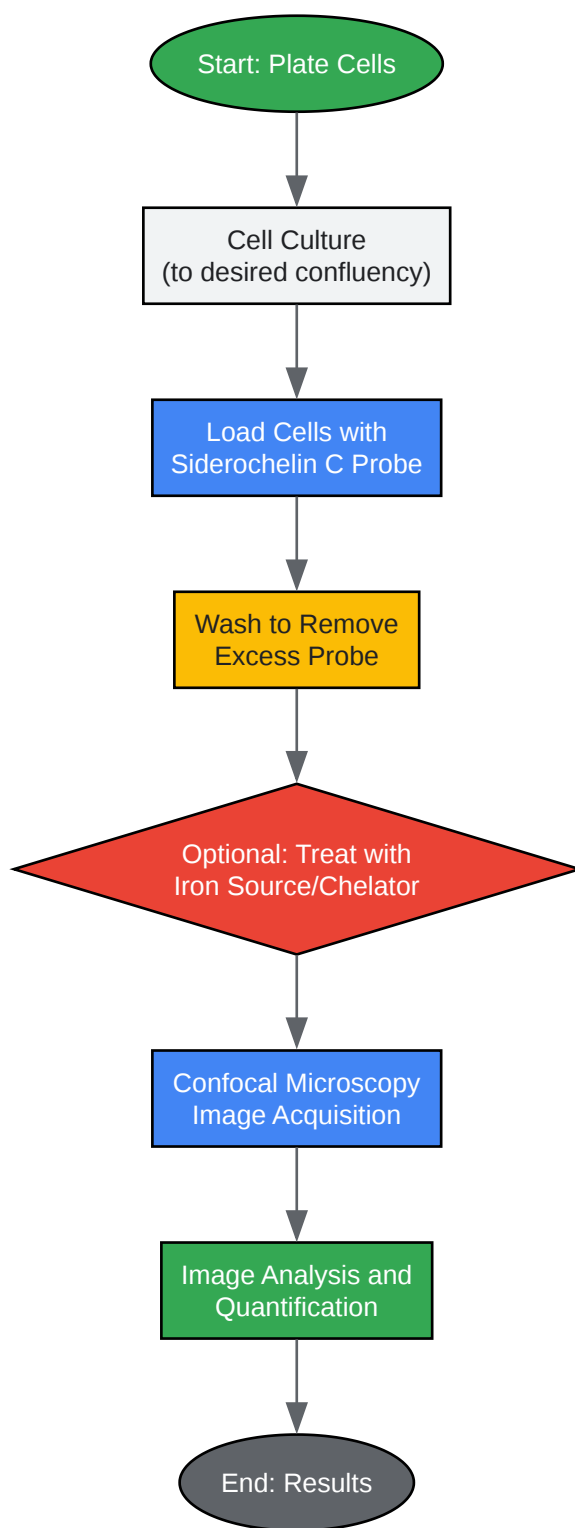 Start: Plate Cells
Cell Culture
(to desired confluency)
Load Cells with
Siderochelin C Probe
Wash to Remove
Excess Probe
Optional: Treat with
Iron Source/Chelator
Confocal Microscopy
Image Acquisition
Image Analysis and
Quantification
End: Results